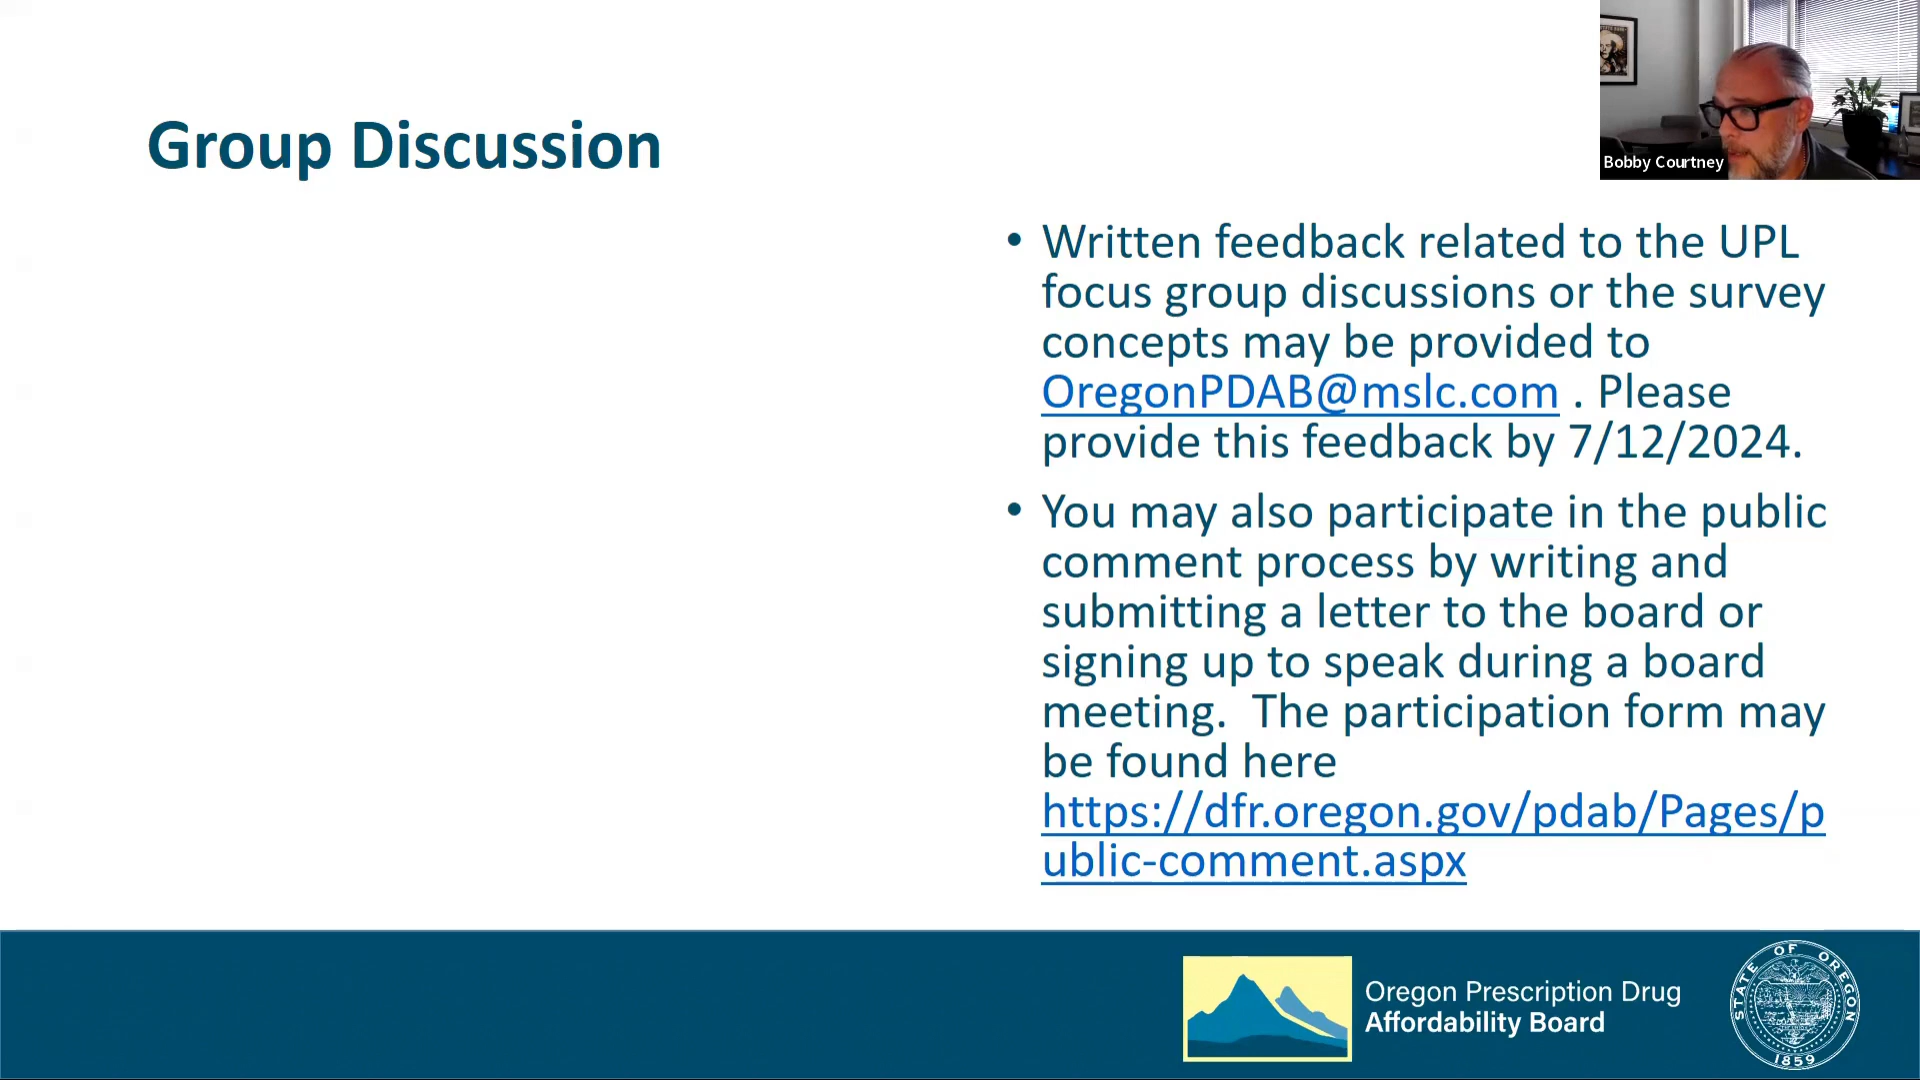 Group Discussion
Bobby Courtney
• Written feedback related to the UPL
focus group discussions or the survey
concepts may be provided to
OregonPDAB@mslc.com . Please
provide this feedback by 7/12/2024.
• You may also participate in the public
comment process by writing and
submitting a letter to the board or
signing up to speak during a board
meeting.  The participation form may
be found here
https://dfr.oregon.gov/pdab/Pages/p
ublic-comment.aspx
Oregon Prescription Drug
Affordability Board
STATE OF OREGON
1859